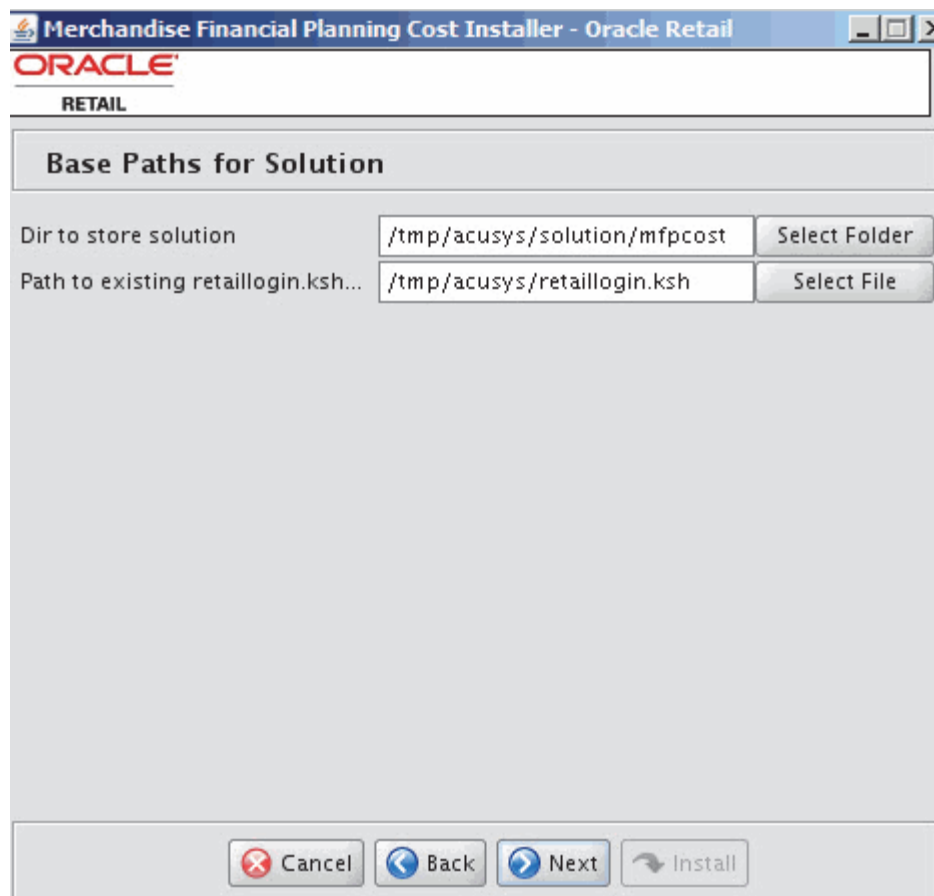 Merchandise Financial Planning Cost Installer - Oracle Retail
ORACLE
RETAIL
Base Paths for Solution
Dir to store solution /tmp/acusys/solution/mfpcost Select Folder
Path to existing retaillogin.ksh... /tmp/acusys/retaillogin.ksh Select File
Cancel Back Next Install